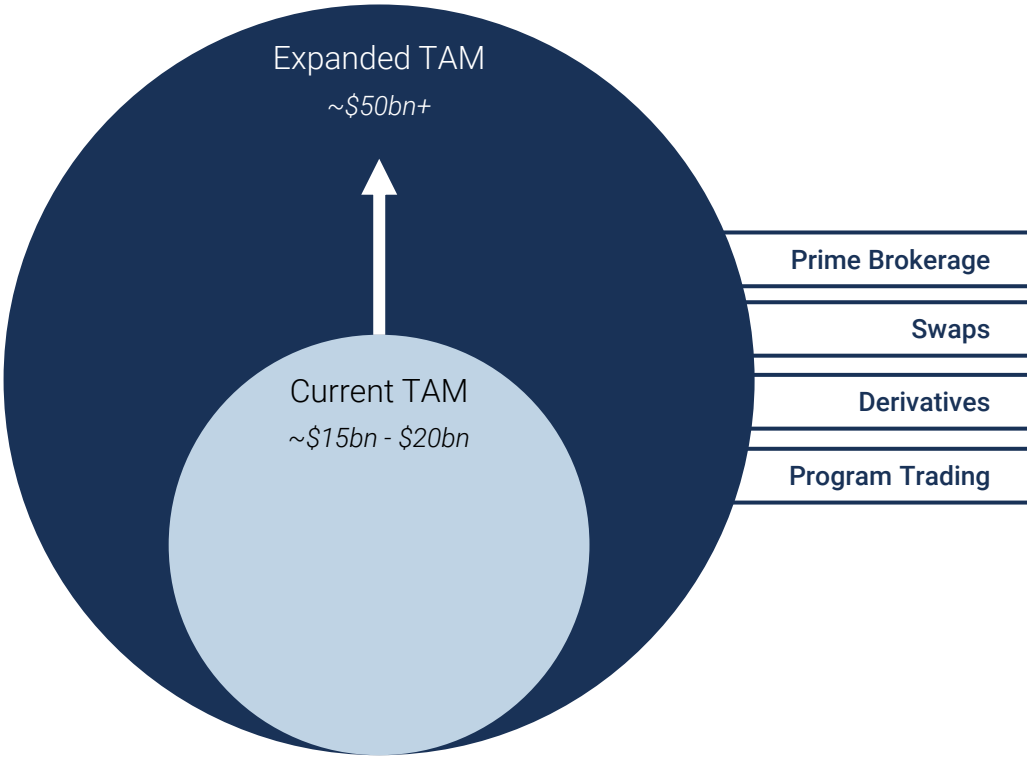 Expanded TAM
~$50bn+
Current TAM
~$15bn - $20bn
Prime Brokerage
Swaps
Derivatives
Program Trading